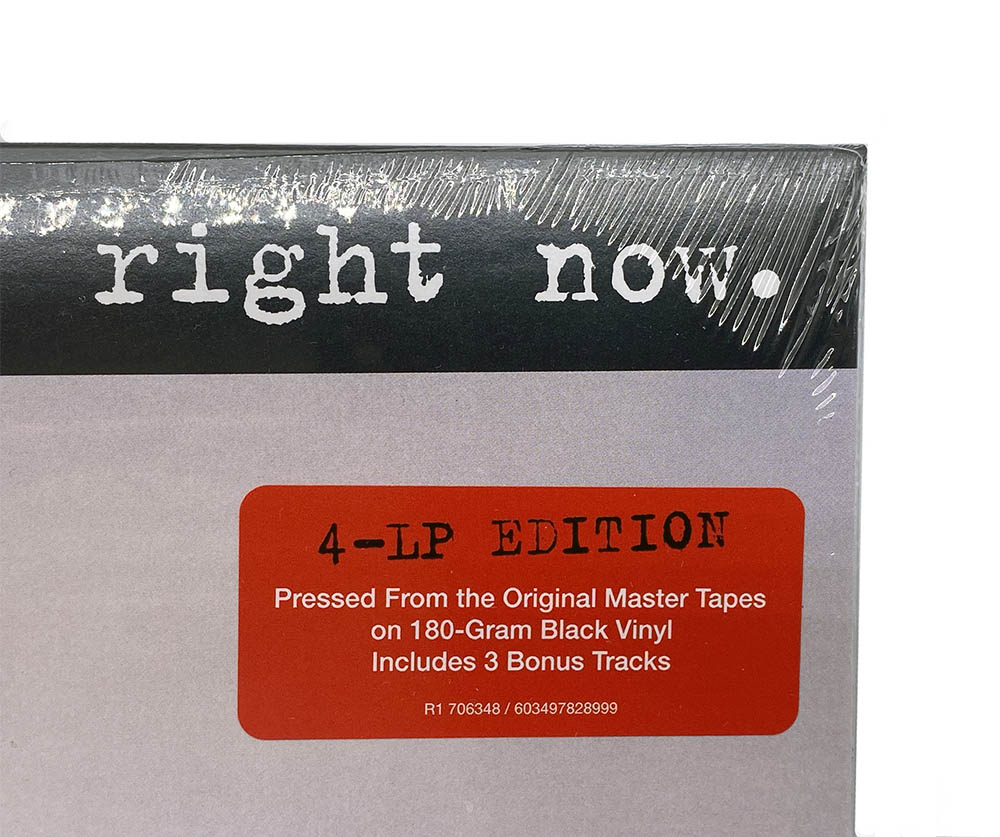 right now.
4-LP EDITION
Pressed From the Original Master Tapes
on 180-Gram Black Vinyl
Includes 3 Bonus Tracks
R1 706348 / 603497828999